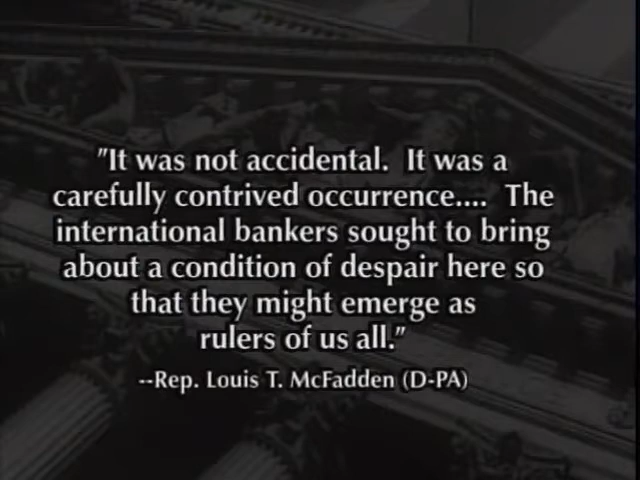 "It was not accidental. It was a
carefully contrived occurrence.... The
international bankers sought to bring
about a condition of despair here so
that they might emerge as
rulers of us all."
--Rep. Louis T. McFadden (D-PA)